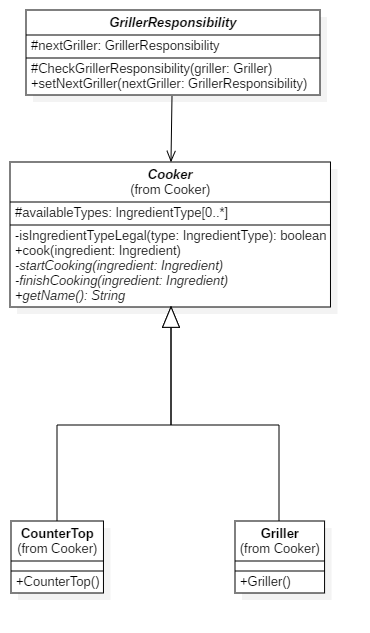 GrillerResponsibility
#nextGriller: GrillerResponsibility
#CheckGrillerResponsibility(griller: Griller)
+setNextGriller(nextGriller: GrillerResponsibility)
Cooker
(from Cooker)
#availableTypes: IngredientType[0..*]
-isIngredientTypeLegal(type: IngredientType): boolean
+cook(ingredient: Ingredient)
-startCooking(ingredient: Ingredient)
-finishCooking(ingredient: Ingredient)
+getName(): String
CounterTop
(from Cooker)
+CounterTop()
Griller
(from Cooker)
+Griller()